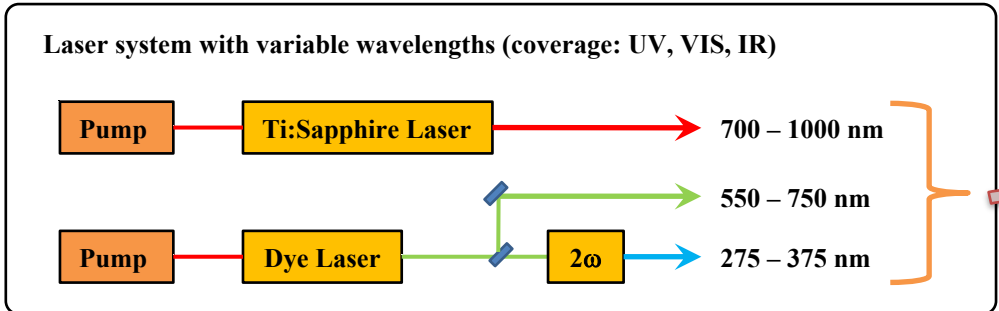 Laser system with variable wavelengths (coverage: UV, VIS, IR)
Pump
Ti:Sapphire Laser
700 – 1000 nm
550 – 750 nm
Pump
Dye Laser
2ω
275 – 375 nm